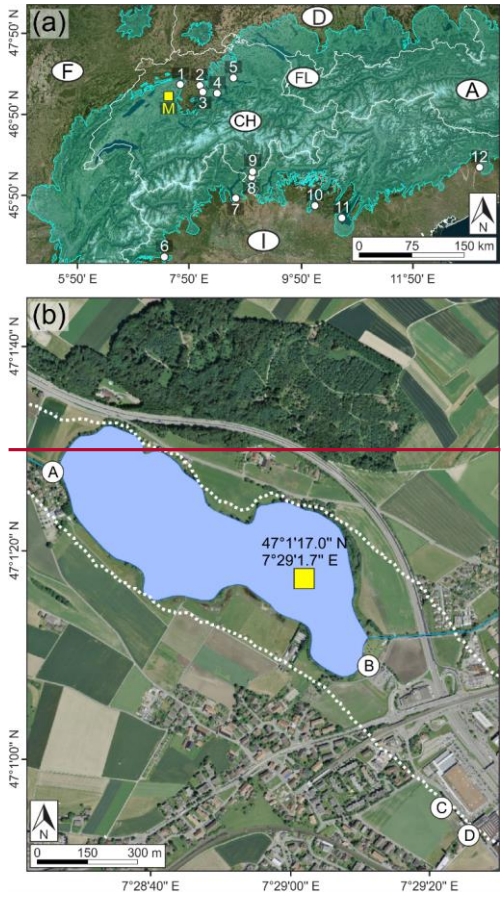 (a)
D
F
A
FL
CH
I
1
2
3
4
5
M
6
7
8
9
10
11
12
N
0 75 150 km
47°50' N
46°50' N
45°50' N
5°50' E 7°50' E 9°50' E 11°50' E
(b)
A
47°1'17.0" N
7°29'1.7" E
B
C
D
N
0 150 300 m
47°1'40" N
47°1'20" N
47°1'00" N
7°28'40" E 7°29'00" E 7°29'20" E